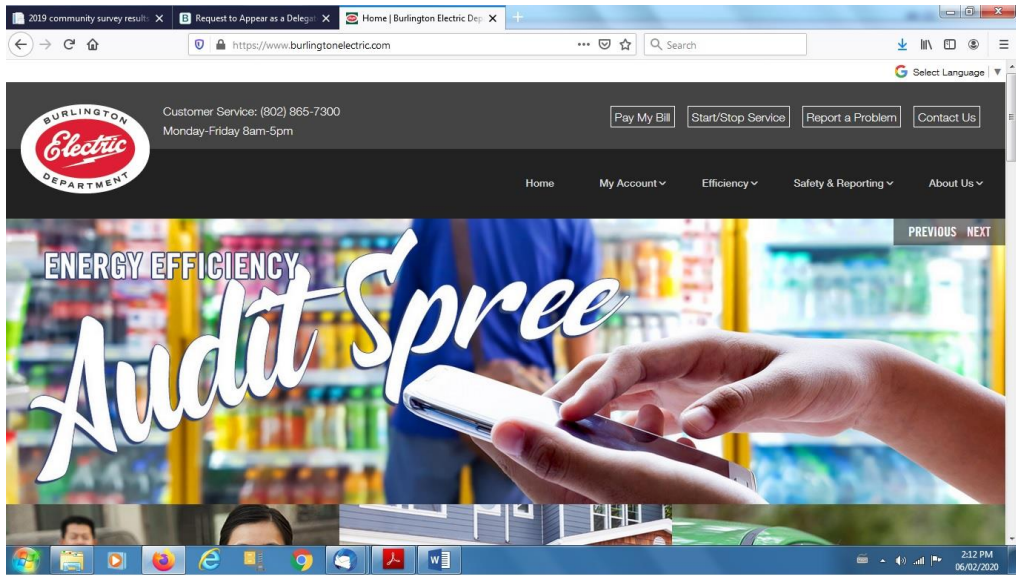 2019 community survey results
Request to Appear as a Delegat
Home | Burlington Electric Dep
https://www.burlingtonelectric.com
Search
Select Language
BURLINGTON
Electric
DEPARTMENT
Customer Service: (802) 865-7300
Monday-Friday 8am-5pm
Pay My Bill
Start/Stop Service
Report a Problem
Contact Us
Home
My Account
Efficiency
Safety & Reporting
About Us
PREVIOUS NEXT
ENERGY EFFICIENCY
Audit Spree
2:12 PM
06/02/2020